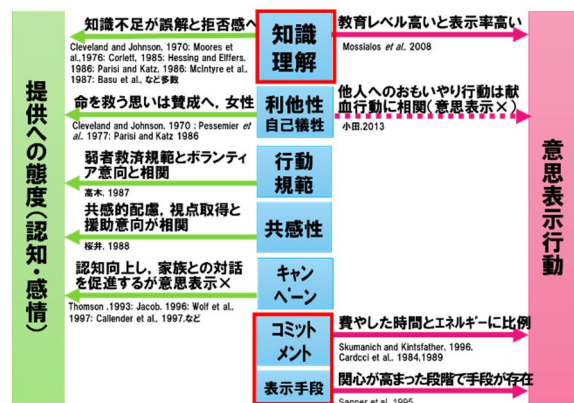 提供への態度(認知・感情)
知識不足が誤解と拒否感へ
Cleveland and Johnson, 1970: Moores et
al.,1976: Corlett, 1985: Hessing and Elffers.
1986: Parisi and Katz, 1986: McIntyre et al.,
1987: Basu et al., など多数
知識
理解
教育レベル高いと表示率高い
Mossialos et al. 2008
命を救う思いは賛成へ, 女性
Cleveland and Johnson, 1970 : Pessemier et
al. 1977: Parisi and Katz 1986
利他性
自己犠牲
他人へのおもいやり行動は献
血行動に相関(意思表示×)
小田.2013
弱者救済規範とボランティ
ア意向と相関
高木. 1987
行動
規範
共感的配慮, 視点取得と
援助意向が相関
桜井. 1988
共感性
認知向上し, 家族との対話
を促進するが意思表示×
Thomson .1993: Jacob. 1996: Wolf et al.,
1997: Callender et al., 1997.など
キャン
ペーン
コミット
メント
費やした時間とエネルギーに比例
Skumanich and Kintsfather, 1996.
Cardcci et al., 1984,1989
表示手段
関心が高まった段階で手段が存在
意思表示行動